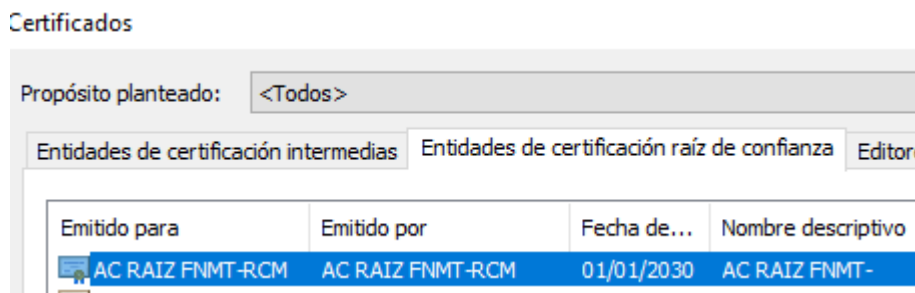 Certificados
Propósito planteado: <Todos>
Entidades de certificación intermedias Entidades de certificación raíz de confianza Editor
Emitido para Emitido por Fecha de... Nombre descriptivo
AC RAIZ FNMT-RCM AC RAIZ FNMT-RCM 01/01/2030 AC RAIZ FNMT-